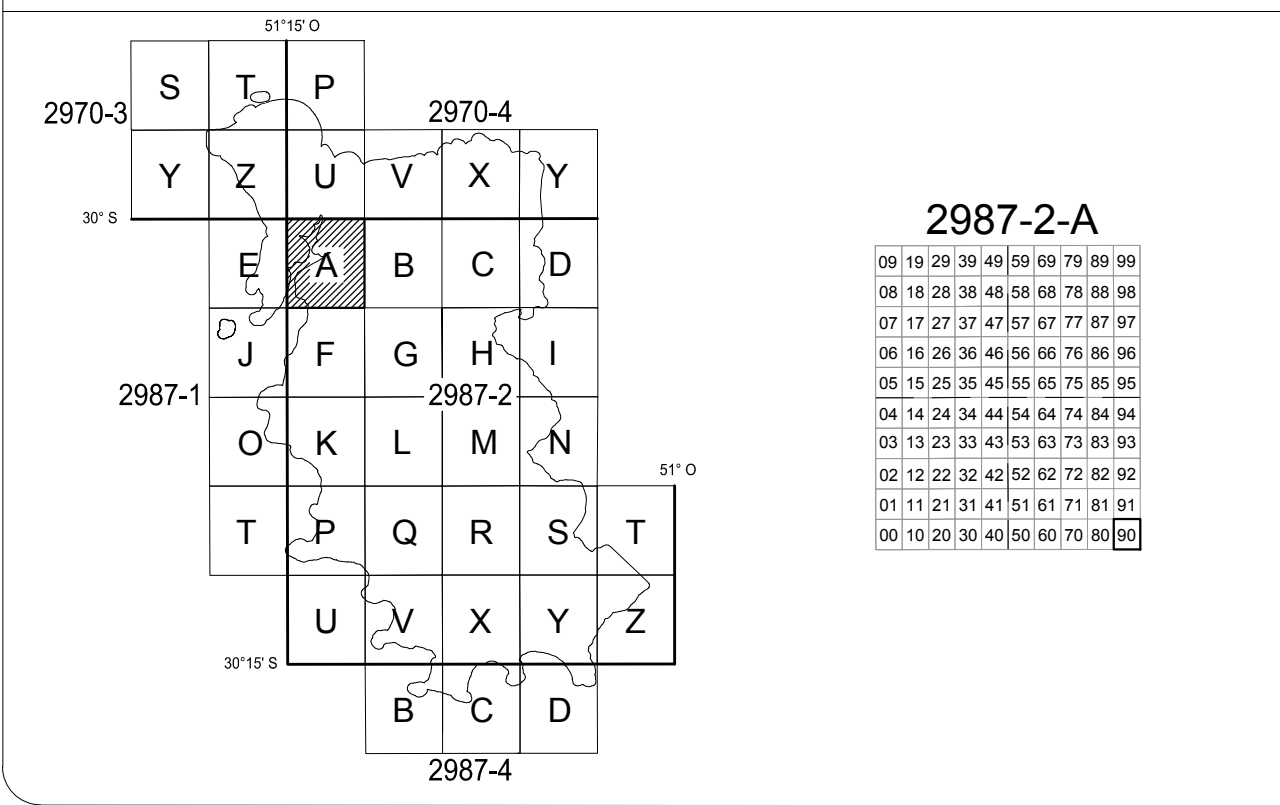 51°15' O
S T P
2970-3
2970-4
Y Z U V X Y
30° S
E A B C D
J F G H I
2987-1
2987-2
O K L M N
51° O
T P Q R S T
U V X Y Z
30°15' S
B C D
2987-4
2987-2-A
09 19 29 39 49 59 69 79 89 99
08 18 28 38 48 58 68 78 88 98
07 17 27 37 47 57 67 77 87 97
06 16 26 36 46 56 66 76 86 96
05 15 25 35 45 55 65 75 85 95
04 14 24 34 44 54 64 74 84 94
03 13 23 33 43 53 63 73 83 93
02 12 22 32 42 52 62 72 82 92
01 11 21 31 41 51 61 71 81 91
00 10 20 30 40 50 60 70 80 90